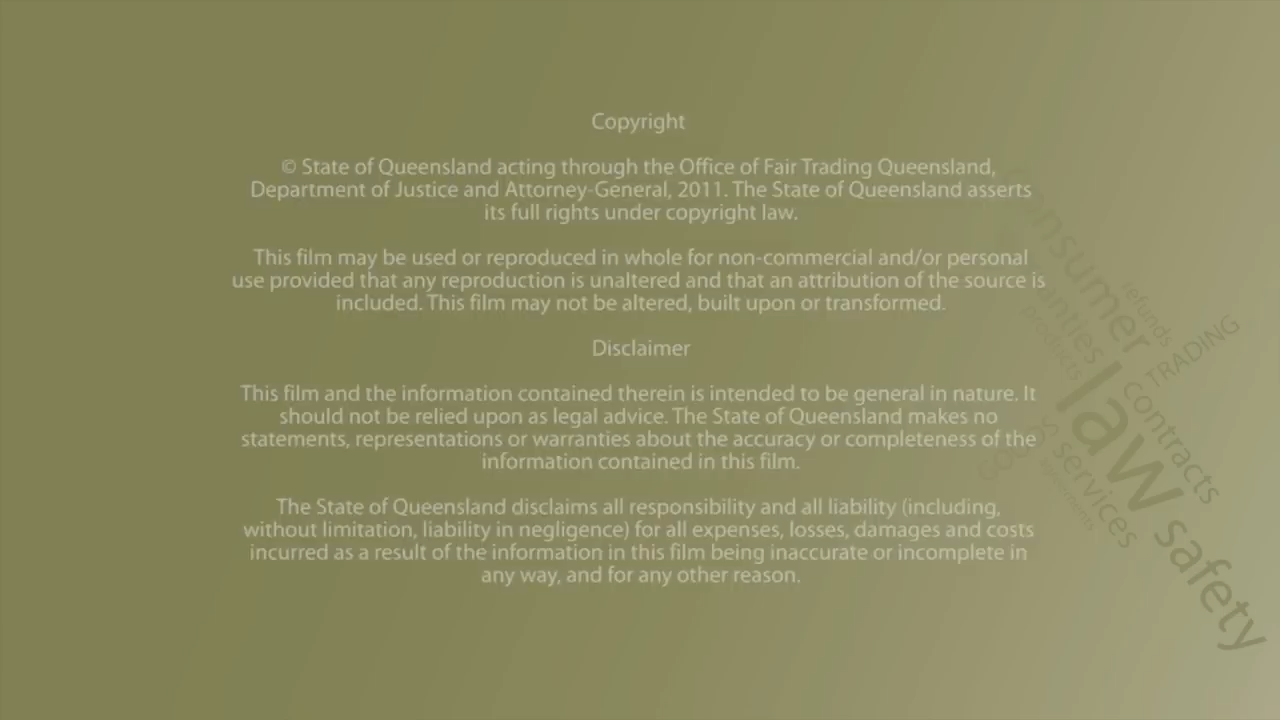 Copyright
© State of Queensland acting through the Office of Fair Trading Queensland,
Department of Justice and Attorney-General, 2011. The State of Queensland asserts
its full rights under copyright law.
This film may be used or reproduced in whole for non-commercial and/or personal
use provided that any reproduction is unaltered and that an attribution of the source is
included. This film may not be altered, built upon or transformed.
Disclaimer
This film and the information contained therein is intended to be general in nature. It
should not be relied upon as legal advice. The State of Queensland makes no
statements, representations or warranties about the accuracy or completeness of the
information contained in this film.
The State of Queensland disclaims all responsibility and all liability (including,
without limitation, liability in negligence) for all expenses, losses, damages and costs
incurred as a result of the information in this film being inaccurate or incomplete in
any way, and for any other reason.
consumer
refunds
TRADING
products
law
contracts
services
safety